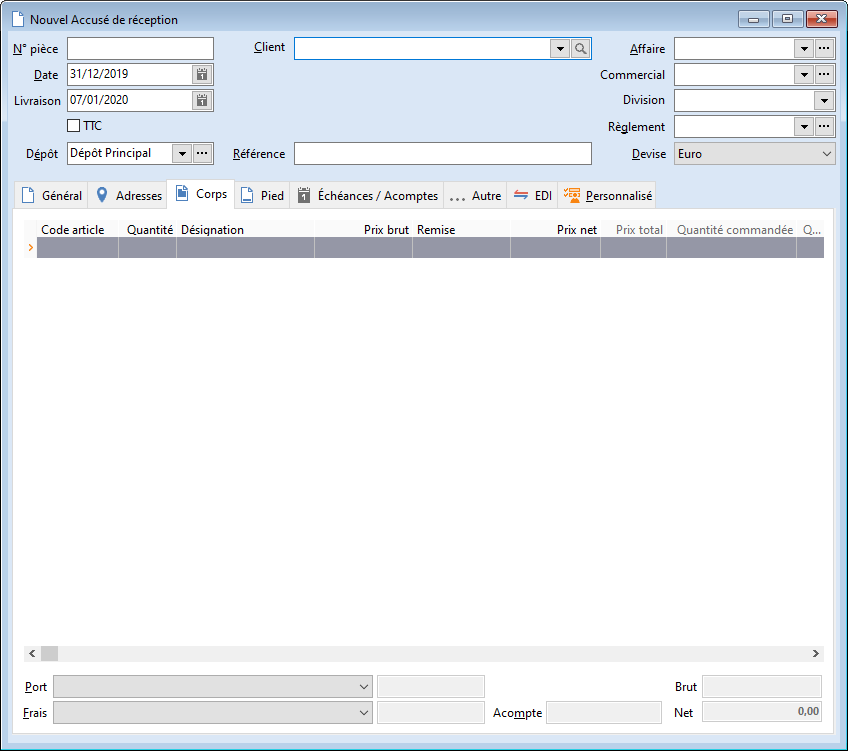 Nouvel Accusé de réception
N° pièce Client Affaire ...
Date 31/12/2019 Commercial ...
Livraison 07/01/2020 Division
TTC Règlement ...
Dépôt Dépôt Principal ... Référence Devise Euro
Général Adresses Corps Pied Échéances / Acomptes ... Autre EDI Personnalisé
Code article Quantité Désignation Prix brut Remise Prix net Prix total Quantité commandée Q...
Port Brut
Frais Acompte Net 0,00